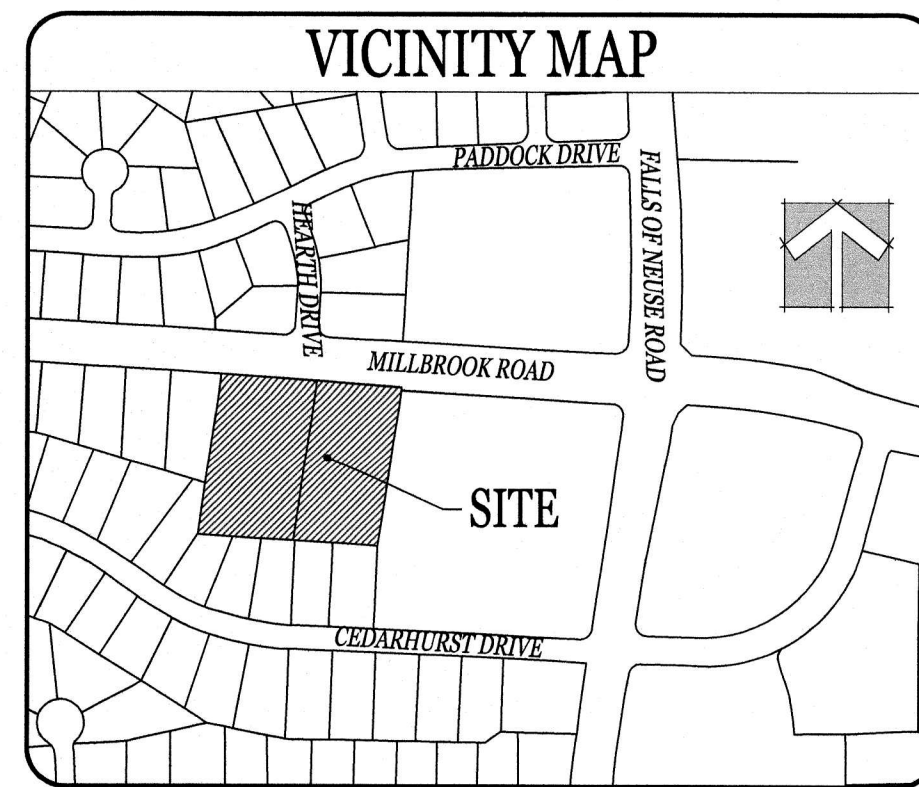 VICINITY MAP
PADDOCK DRIVE
FALLS OF NEUSE ROAD
HEARTH DRIVE
MILLBROOK ROAD
SITE
CEDARHURST DRIVE